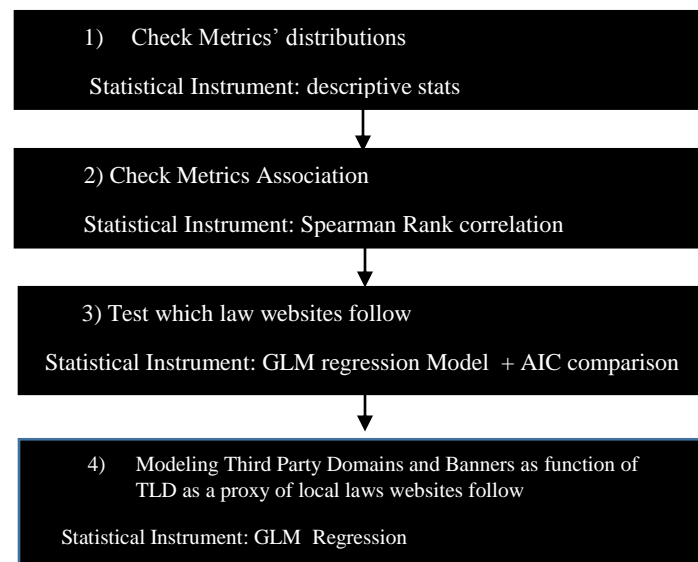 1) Check Metrics’ distributions
Statistical Instrument: descriptive stats
2) Check Metrics Association
Statistical Instrument: Spearman Rank correlation
3) Test which law websites follow
Statistical Instrument: GLM regression Model + AIC comparison
4) Modeling Third Party Domains and Banners as function of
TLD as a proxy of local laws websites follow
Statistical Instrument: GLM Regression